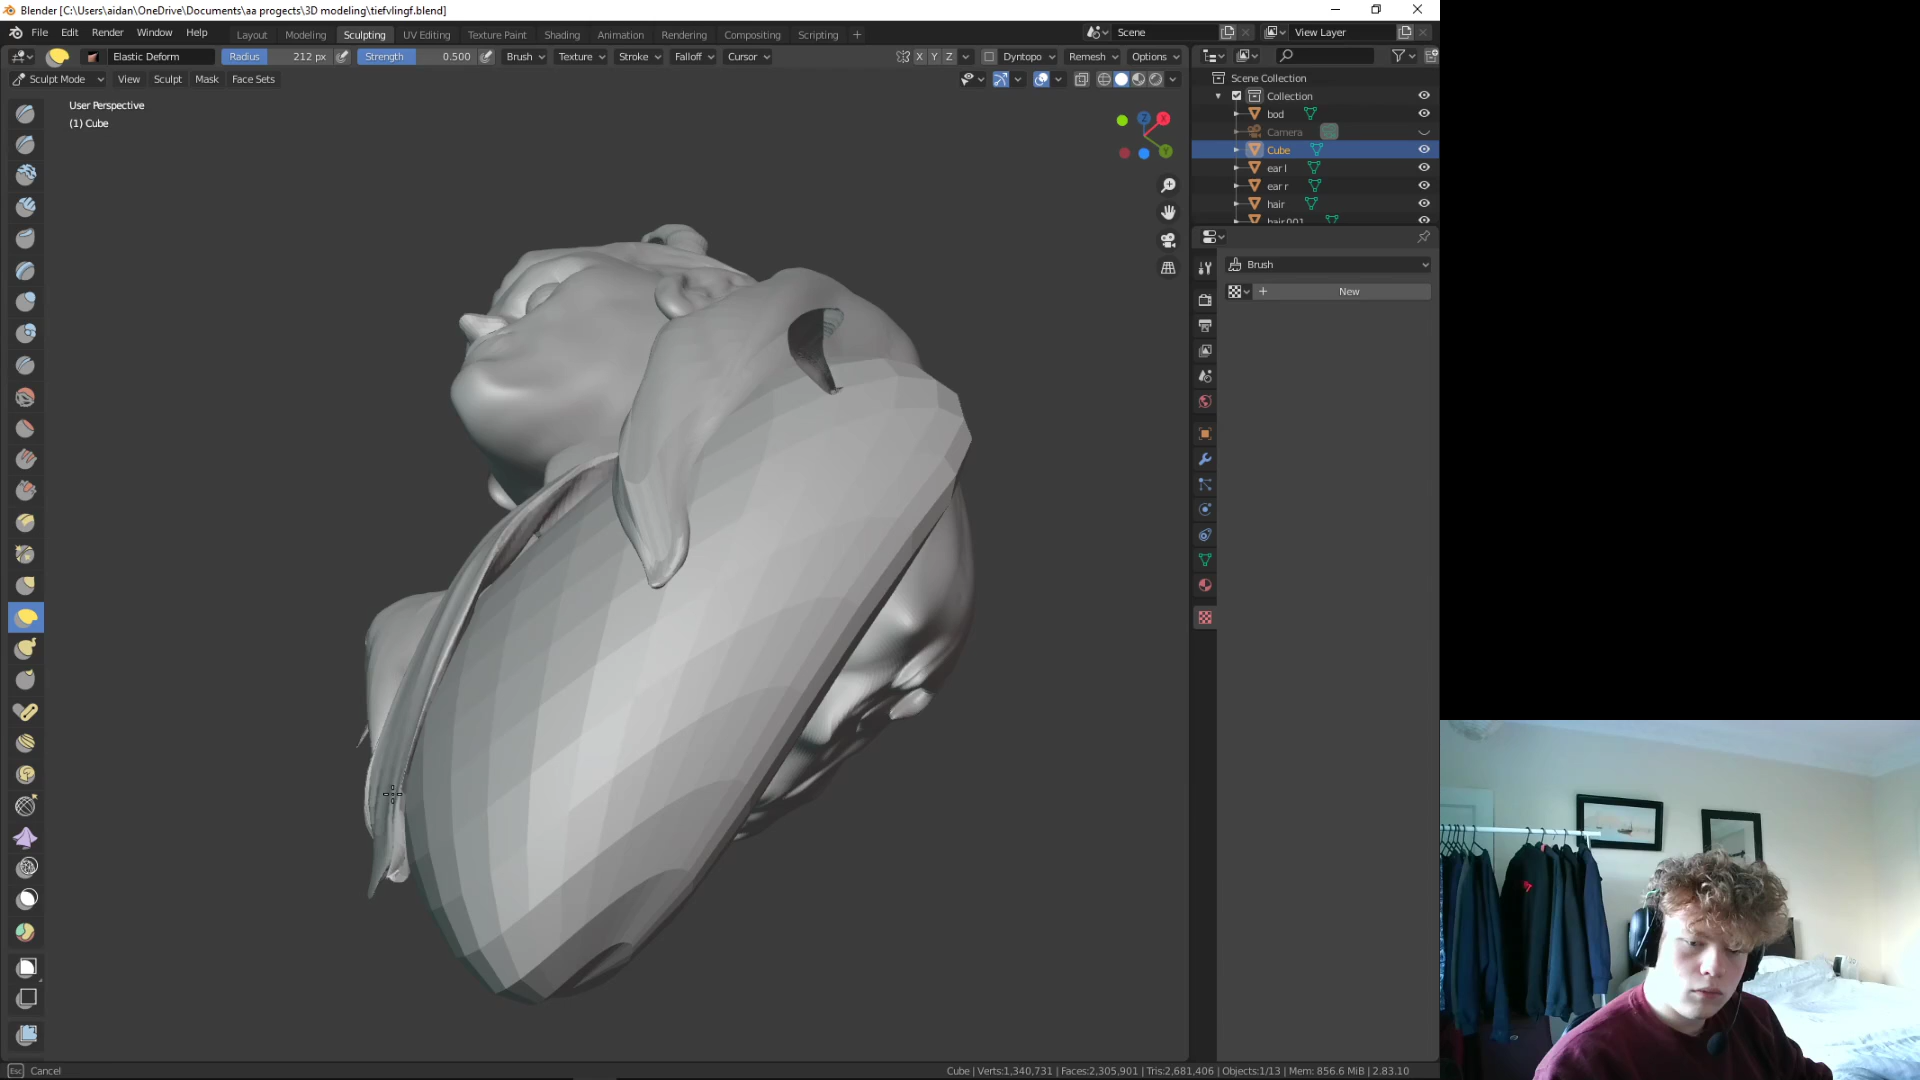 Blender [C:\Users\aidan\OneDrive\Documents\aa progects\3D modeling\tiefvlingf.blend]
File Edit Render Window Help Layout Modeling Sculpting UV Editing Texture Paint Shading Animation Rendering Compositing Scripting + Scene View Layer
Elastic Deform Radius 212 px Strength 0.500 Brush Texture Stroke Falloff Cursor X Y Z Dyntopo Remesh Options
Sculpt Mode View Sculpt Mask Face Sets
Scene Collection
Collection
User Perspective
(1) Cube
bod
Camera
Cube
ear l
ear r
hair
hair.001
Z X
Y
Brush
+ New
Esc Cancel
Cube | Verts:1,340,731 | Faces:2,305,901 | Tris:2,681,406 | Objects:1/13 | Mem: 856.6 MiB | 2.83.10